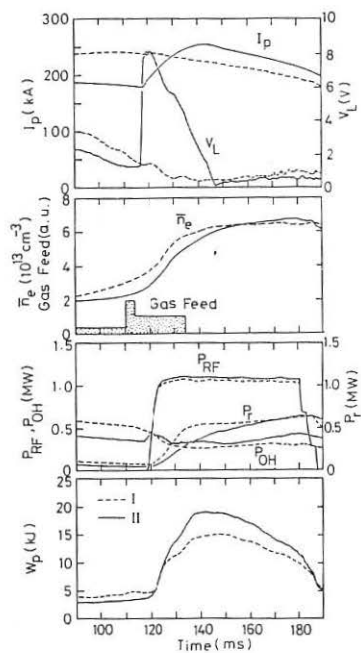 300
I_p
200
100
0
I_p (kA)
10
8
6
4
2
0
V_L (V)
V_L
8
6
4
2
0
n̄_e (10^13 cm^-3)
Gas Feed (a.u.)
n̄_e
Gas Feed
1.5
1.0
0.5
0
P_RF, P_OH (MW)
P_RF
P_r
P_OH
1.5
1.0
0.5
0
P_r (MW)
25
20
15
10
5
0
W_p (kJ)
I
II
100 120 140 160 180
Time (ms)